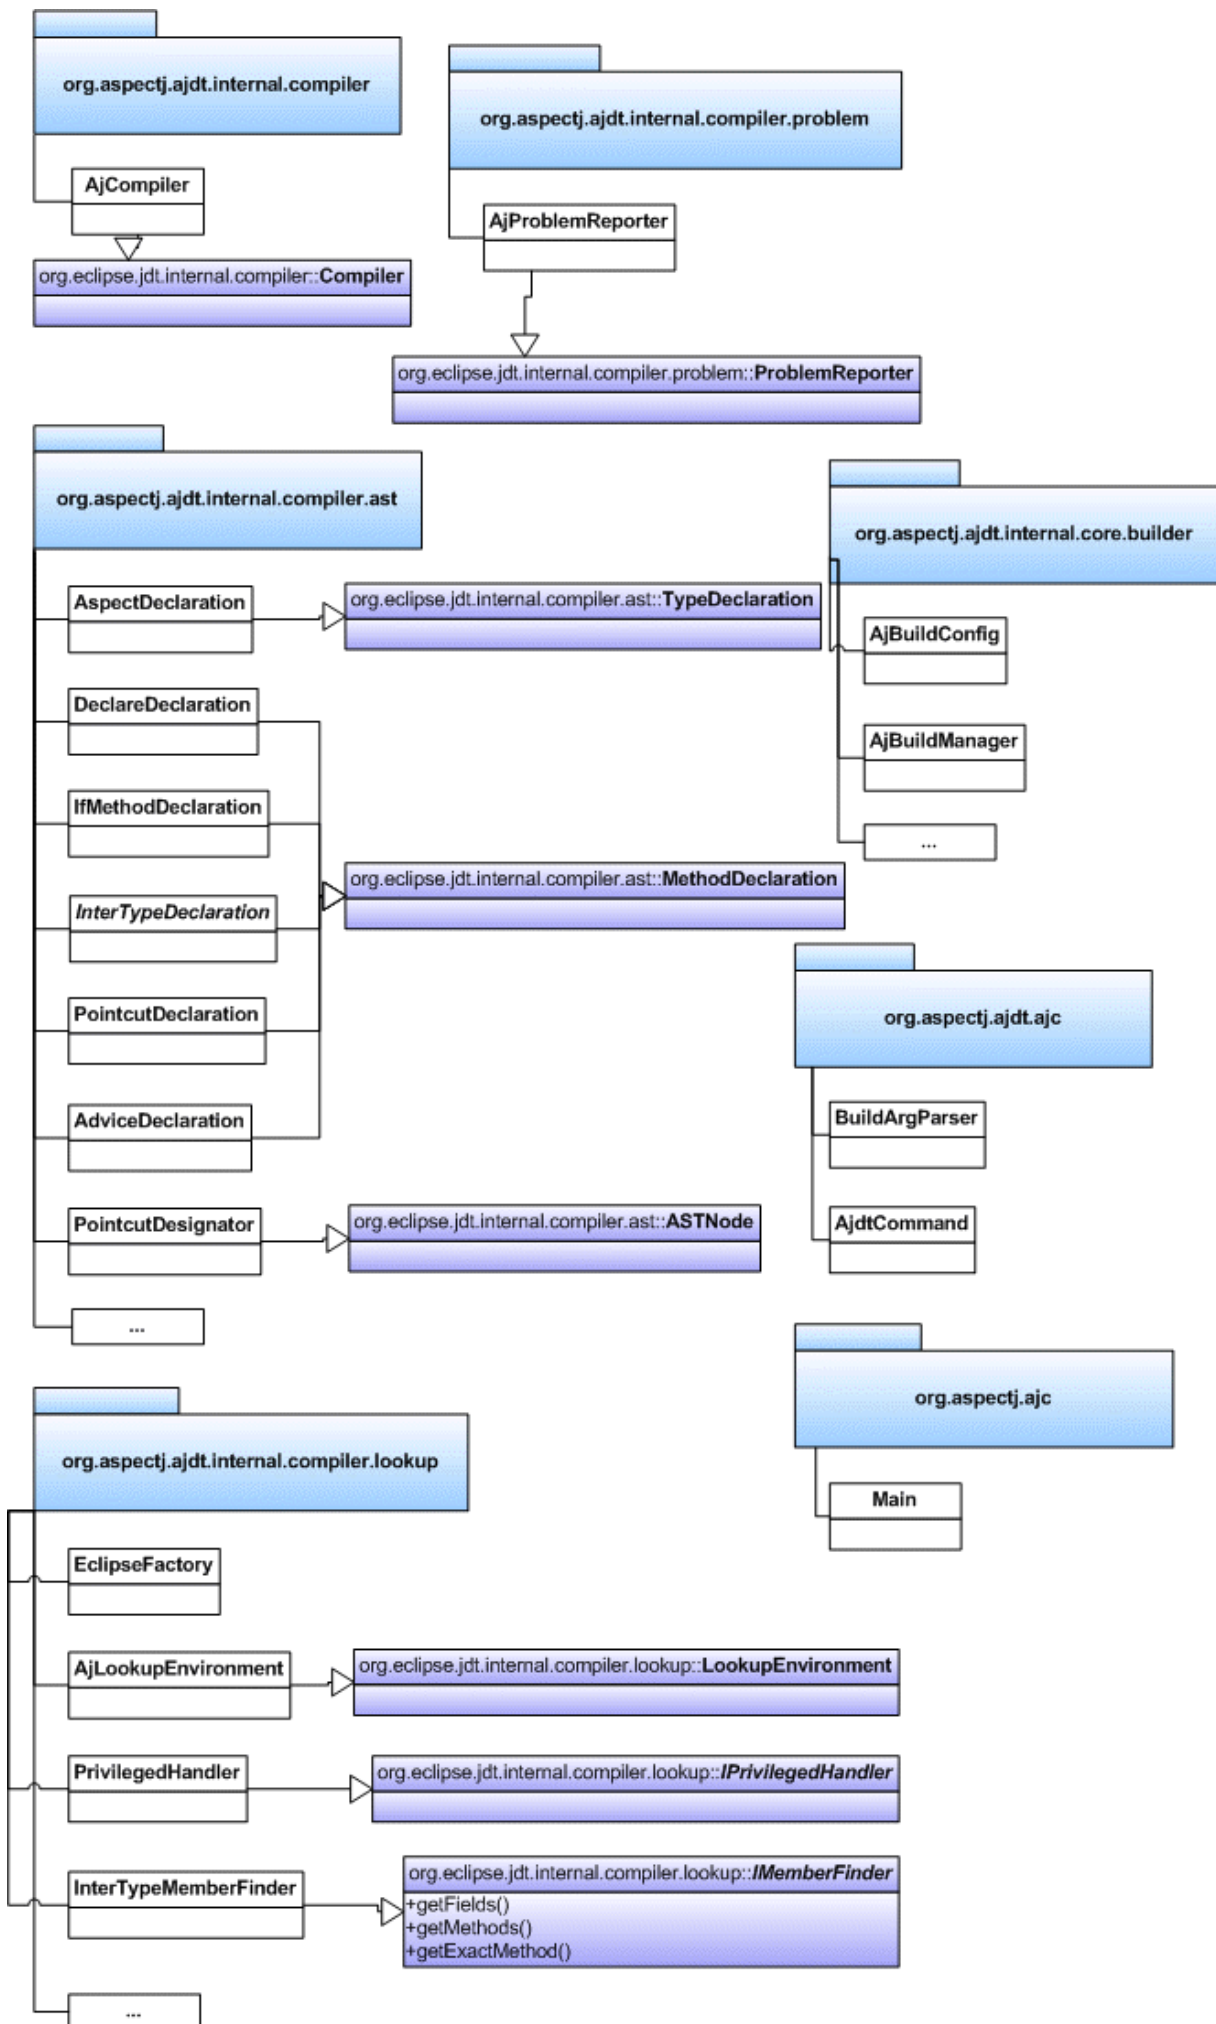 org.aspectj.ajdt.internal.compiler
AjCompiler
org.eclipse.jdt.internal.compiler::Compiler
org.aspectj.ajdt.internal.compiler.problem
AjProblemReporter
org.eclipse.jdt.internal.compiler.problem::ProblemReporter
org.aspectj.ajdt.internal.compiler.ast
AspectDeclaration
org.eclipse.jdt.internal.compiler.ast::TypeDeclaration
DeclareDeclaration
IfMethodDeclaration
org.eclipse.jdt.internal.compiler.ast::MethodDeclaration
InterTypeDeclaration
PointcutDeclaration
AdviceDeclaration
PointcutDesignator
org.eclipse.jdt.internal.compiler.ast::ASTNode
...
org.aspectj.ajdt.internal.core.builder
AjBuildConfig
AjBuildManager
...
org.aspectj.ajdt.ajc
BuildArgParser
AjdtCommand
org.aspectj.ajc
Main
org.aspectj.ajdt.internal.compiler.lookup
EclipseFactory
AjLookupEnvironment
org.eclipse.jdt.internal.compiler.lookup::LookupEnvironment
PrivilegedHandler
org.eclipse.jdt.internal.compiler.lookup::IPrivilegedHandler
InterTypeMemberFinder
org.eclipse.jdt.internal.compiler.lookup::IMemberFinder
+getFields()
+getMethods()
+getExactMethod()
...